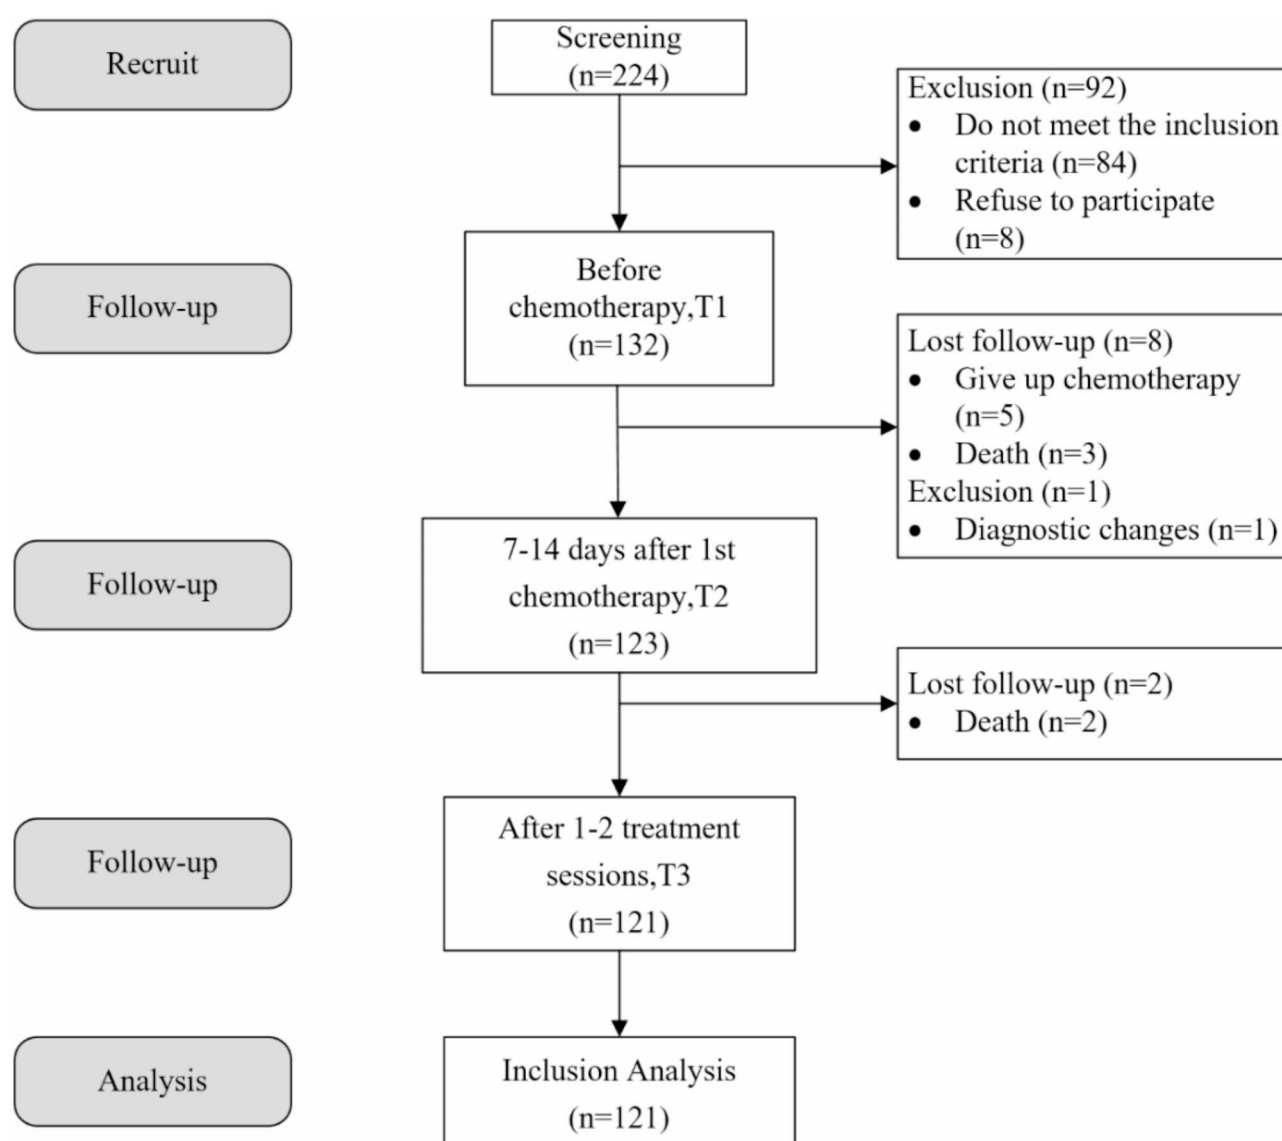 Recruit
Screening
(n=224)
Exclusion (n=92)
• Do not meet the inclusion
criteria (n=84)
• Refuse to participate
(n=8)
Follow-up
Before
chemotherapy,T1
(n=132)
Lost follow-up (n=8)
• Give up chemotherapy
(n=5)
• Death (n=3)
Exclusion (n=1)
• Diagnostic changes (n=1)
Follow-up
7-14 days after 1st
chemotherapy,T2
(n=123)
Lost follow-up (n=2)
• Death (n=2)
Follow-up
After 1-2 treatment
sessions,T3
(n=121)
Analysis
Inclusion Analysis
(n=121)